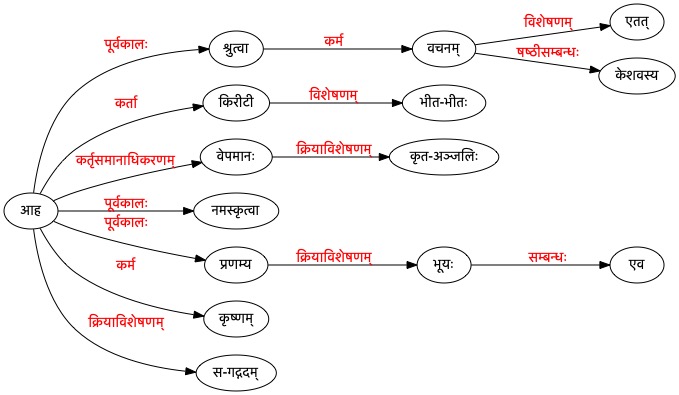 विशेषणम्
एतत्
पूर्वकालः
श्रुत्वा
कर्म
वचनम्
षष्ठीसम्बन्धः
केशवस्य
कर्ता
किरीटी
विशेषणम्
भीत-भीतः
कर्तृसमानाधिकरणम्
वेपमानः
क्रियाविशेषणम्
कृत-अञ्जलिः
आह
पूर्वकालः
नमस्कृत्वा
पूर्वकालः
प्रणम्य
क्रियाविशेषणम्
भूयः
सम्बन्धः
एव
कर्म
कृष्णम्
क्रियाविशेषणम्
स-गद्गदम्